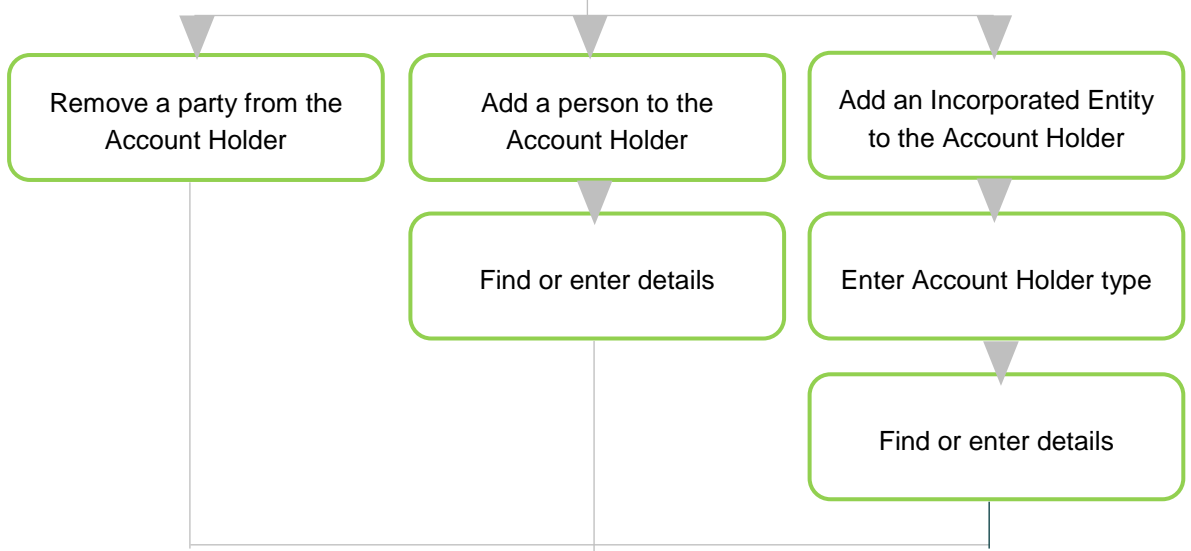 Remove a party from the
Account Holder
Add a person to the
Account Holder
Add an Incorporated Entity
to the Account Holder
Find or enter details
Enter Account Holder type
Find or enter details